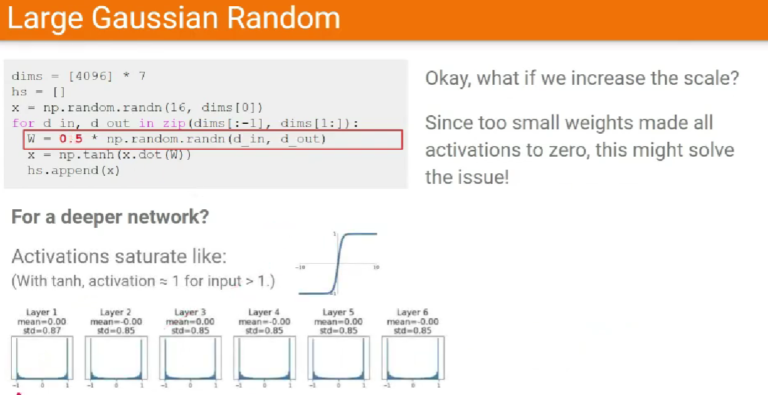 Large Gaussian Random
dims = [4096] * 7
hs = []
x = np.random.randn(16, dims[0])
for d_in, d_out in zip(dims[:-1], dims[1:]):
W = 0.5 * np.random.randn(d_in, d_out)
x = np.tanh(x.dot(W))
hs.append(x)
Okay, what if we increase the scale?
Since too small weights made all
activations to zero, this might solve
the issue!
For a deeper network?
Activations saturate like:
(With tanh, activation ≈ 1 for input > 1.)
1
-10 10
-1
Layer 1 Layer 2 Layer 3 Layer 4 Layer 5 Layer 6
mean=0.00 mean=-0.00 mean=0.00 mean=-0.00 mean=0.00 mean=-0.00
std=0.87 std=0.85 std=0.85 std=0.85 std=0.85 std=0.85
-1 0 1 -1 0 1 -1 0 1 -1 0 1 -1 0 1 -1 0 1